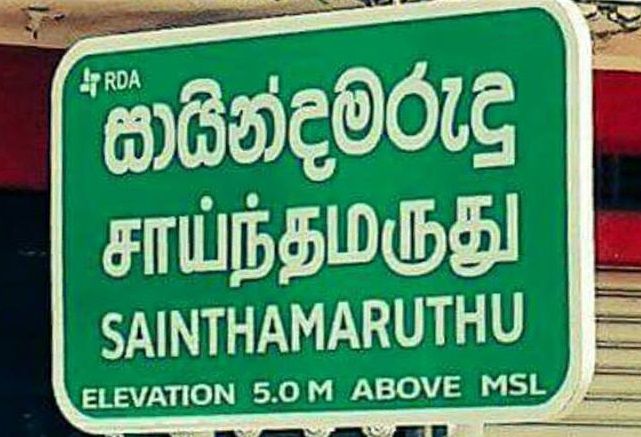 RDA
සායින්දමරුදු
சாய்ந்தமருது
SAINTHAMARUTHU
ELEVATION 5.0 M ABOVE MSL